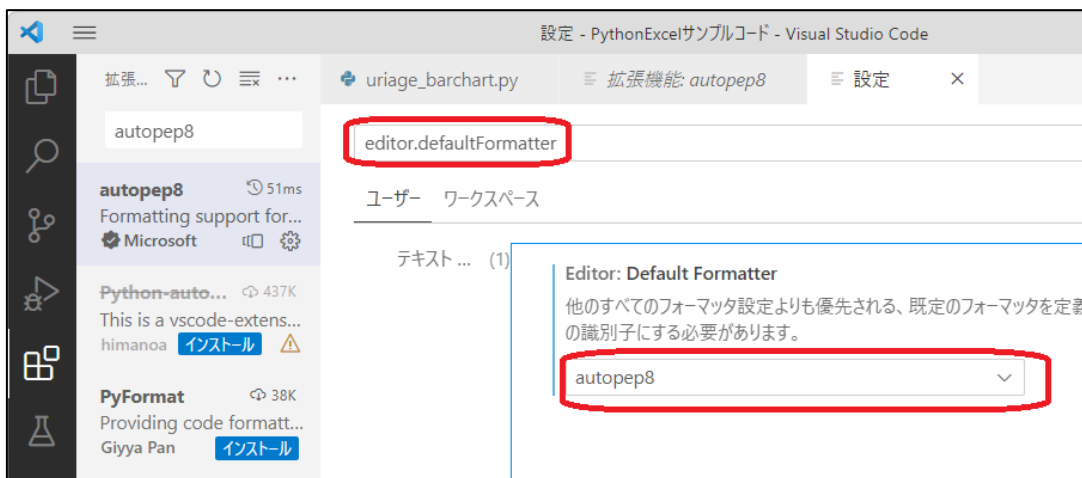 設定 - PythonExcelサンプルコード - Visual Studio Code
拡張...
uriage_barchart.py
拡張機能: autopep8
設定
autopep8
editor.defaultFormatter
autopep8 51ms
Formatting support for...
Microsoft
Python-auto... 437K
This is a vscode-extens...
himanoa インストール
PyFormat 38K
Providing code formatt...
Giyya Pan インストール
ユーザー ワークスペース
テキスト ... (1)
Editor: Default Formatter
他のすべてのフォーマッタ設定よりも優先される、既定のフォーマッタを定義
の識別子にする必要があります。
autopep8